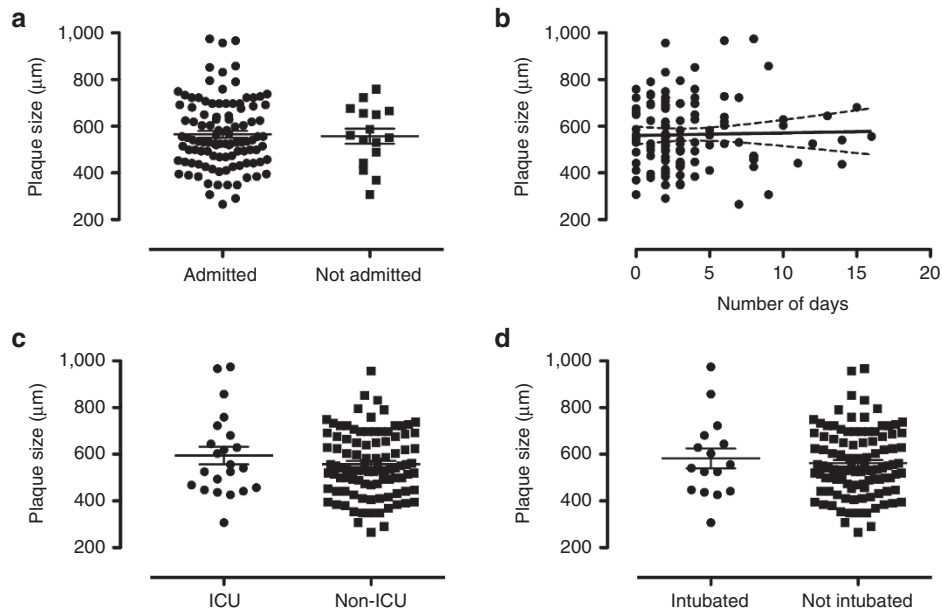 a
1,000
800
600
400
200
Plaque size (μm)
Admitted Not admitted
b
1,000
800
600
400
200
Plaque size (μm)
0 5 10 15 20
Number of days
c
1,000
800
600
400
200
Plaque size (μm)
ICU Non-ICU
d
1,000
800
600
400
200
Plaque size (μm)
Intubated Not intubated